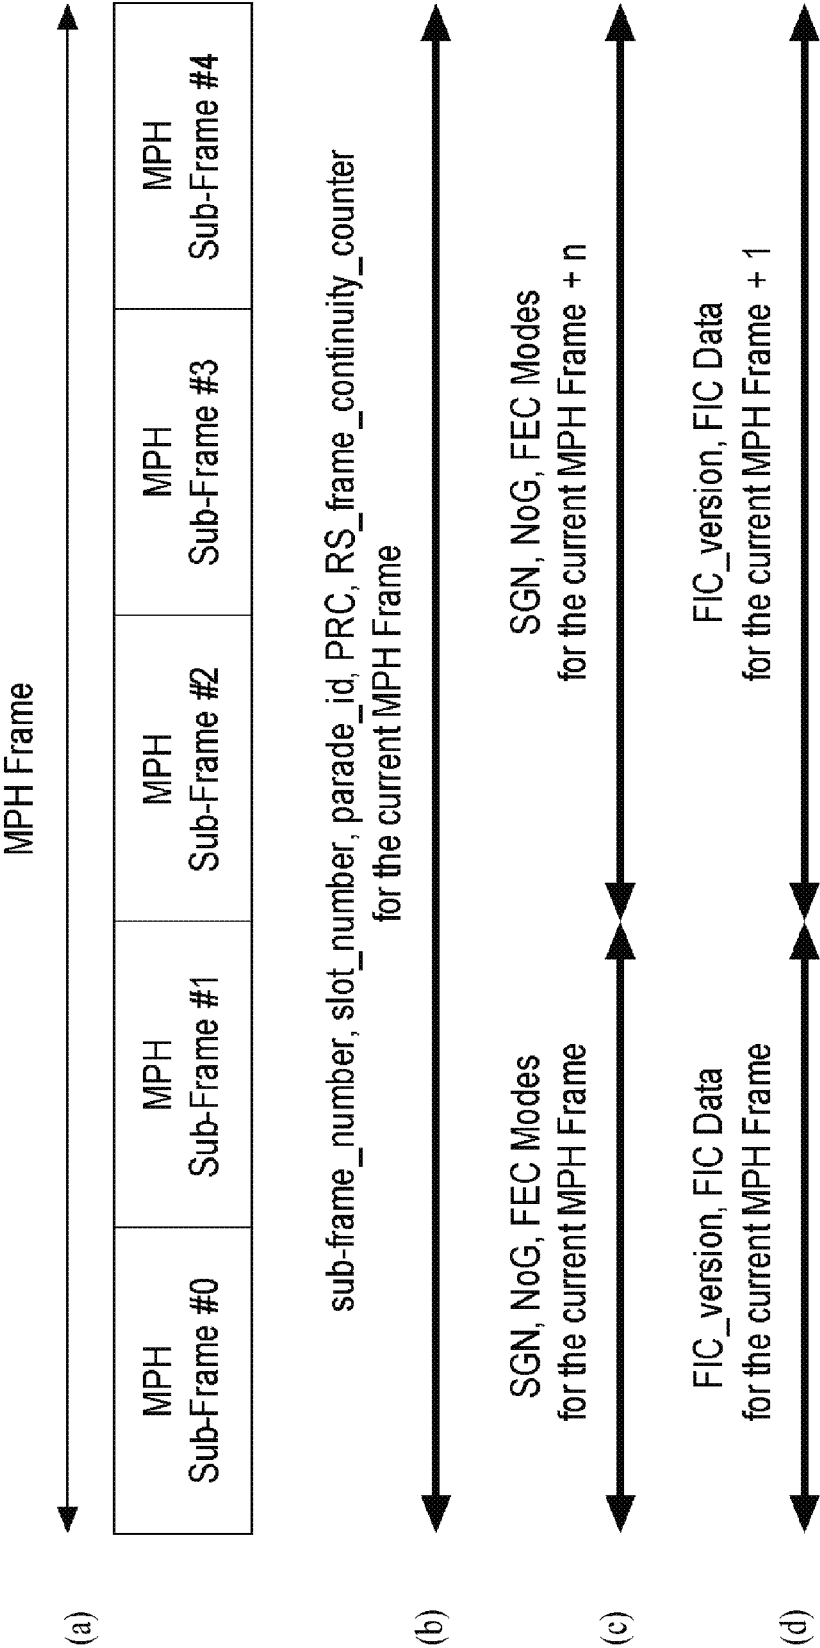 MPH Frame
(a)
MPH
Sub-Frame #0
MPH
Sub-Frame #1
MPH
Sub-Frame #2
MPH
Sub-Frame #3
MPH
Sub-Frame #4
sub-frame_number, slot_number, parade_id, PRC, RS_frame_continuity_counter
for the current MPH Frame
(b)
SGN, NoG, FEC Modes
for the current MPH Frame
SGN, NoG, FEC Modes
for the current MPH Frame + n
(c)
FIC_version, FIC Data
for the current MPH Frame
FIC_version, FIC Data
for the current MPH Frame + 1
(d)